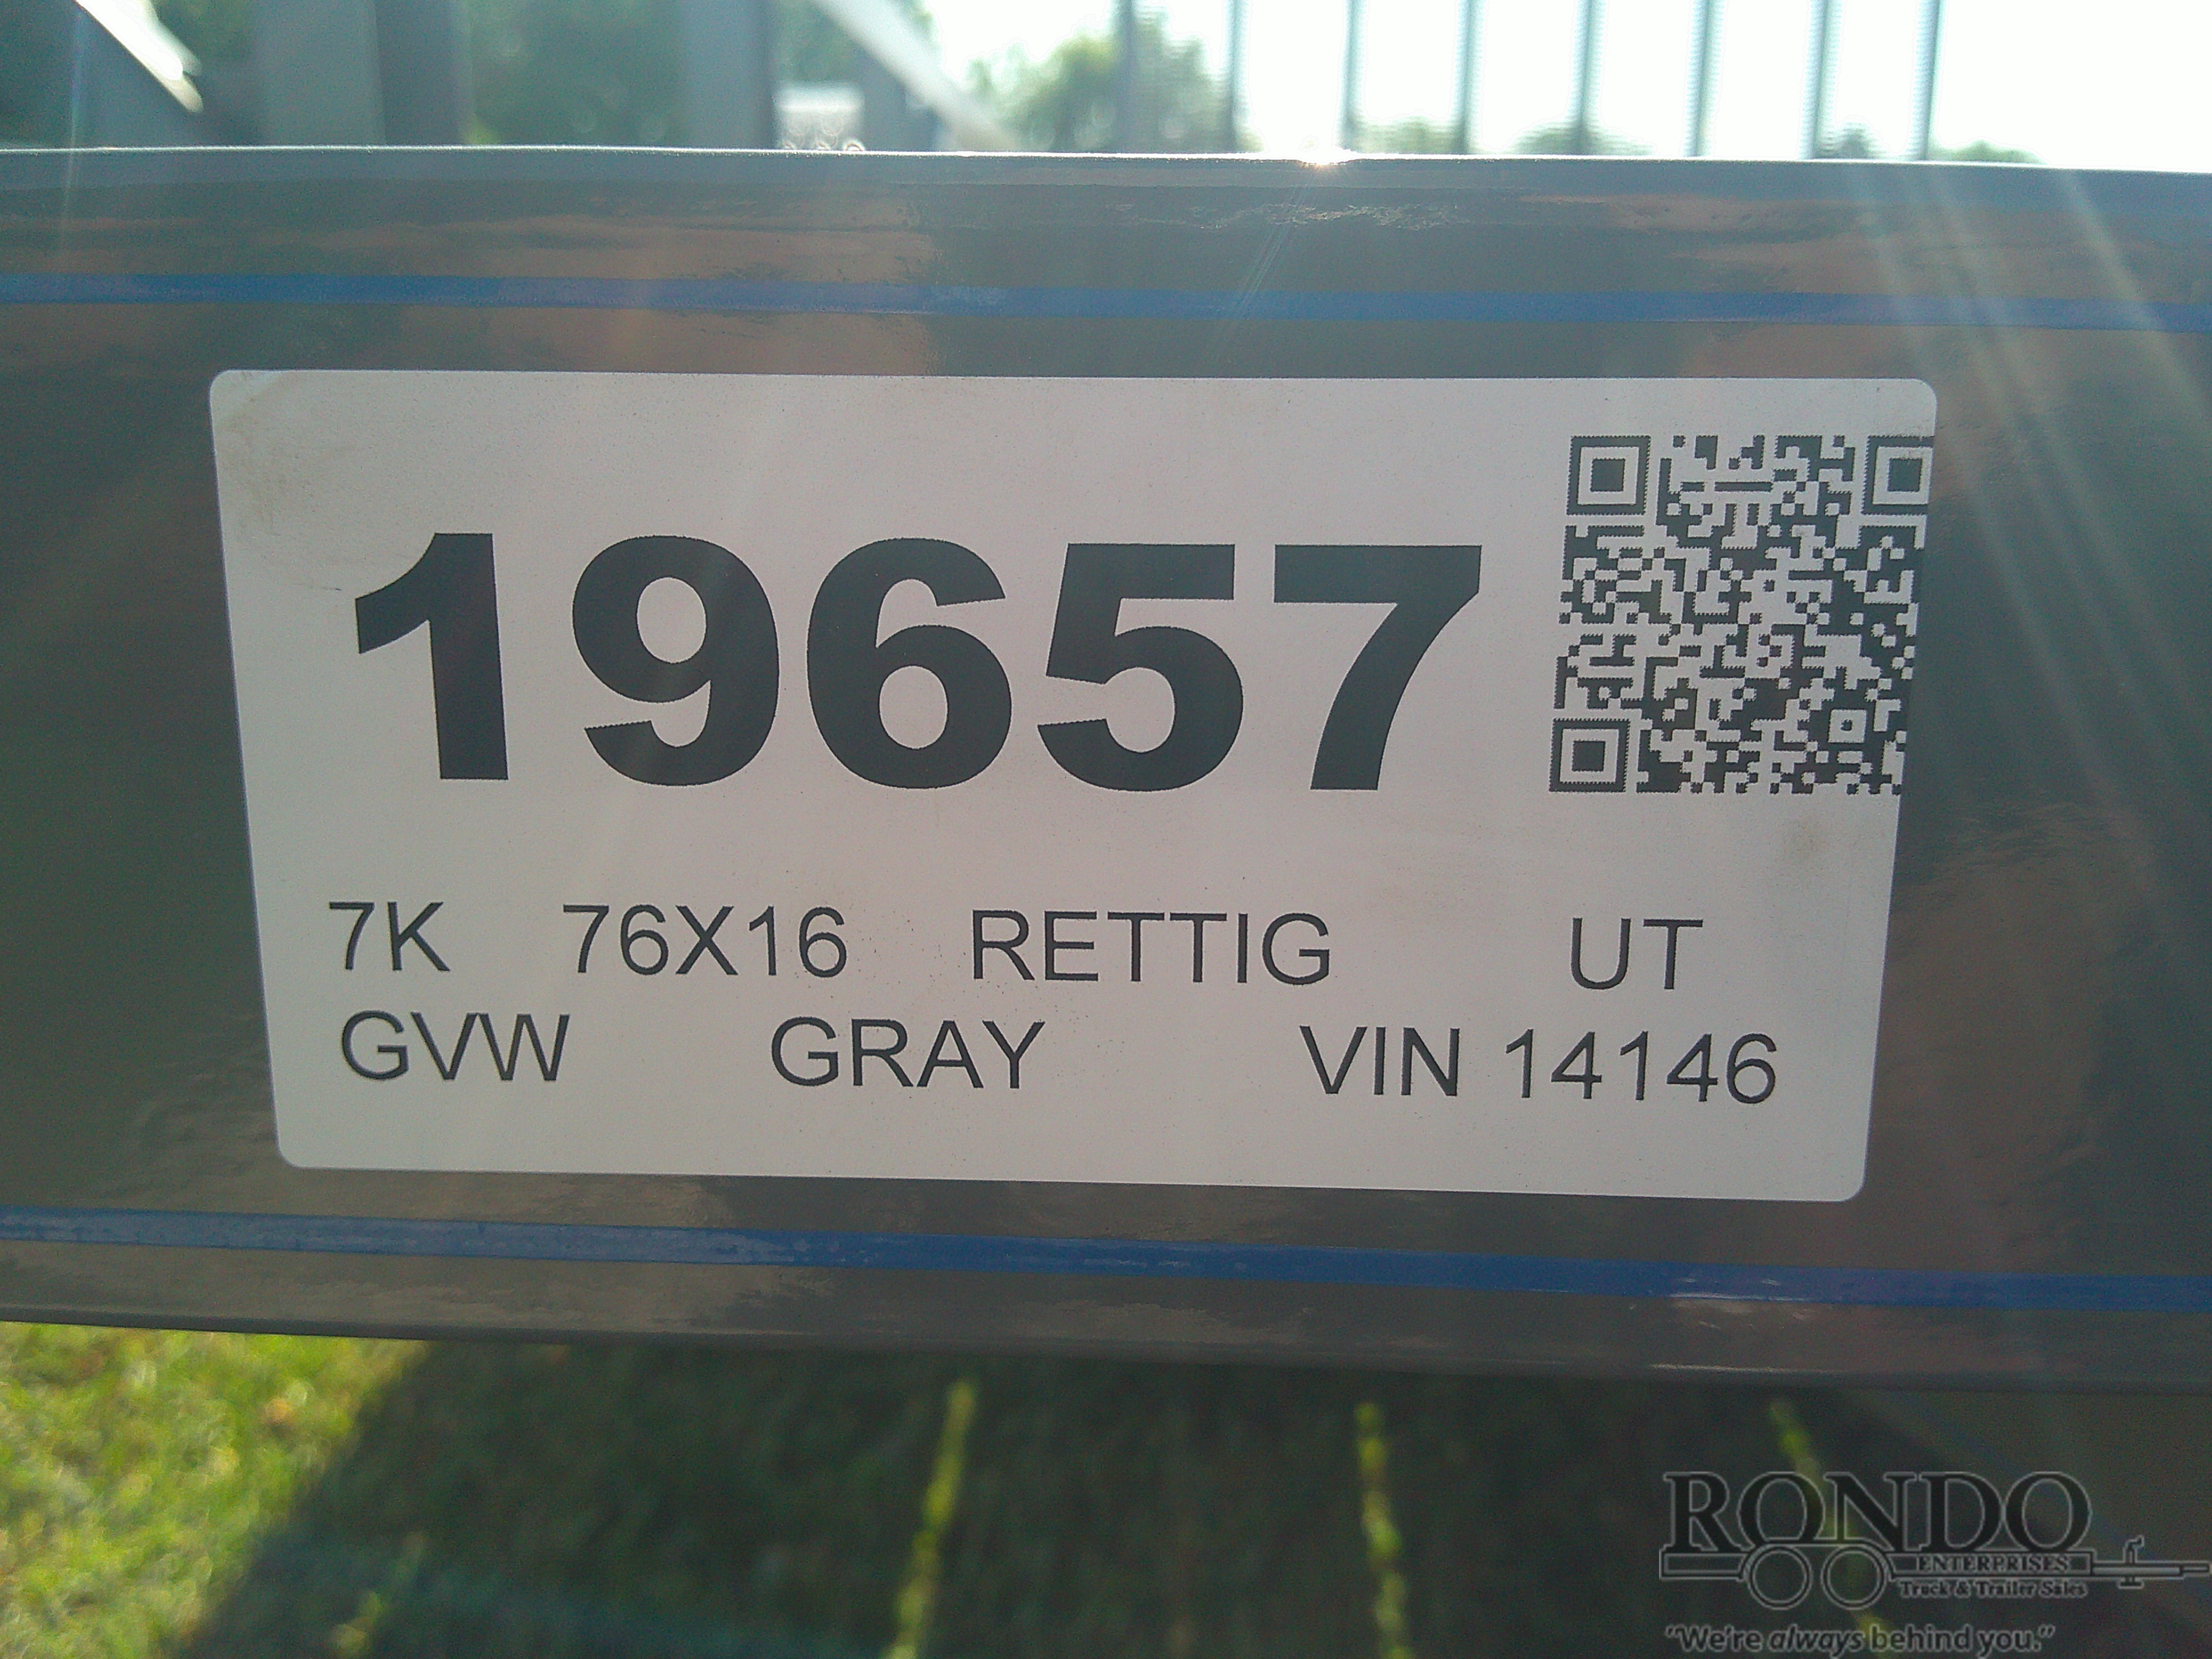 19657
7K 76X16 RETTIG UT
GVW GRAY VIN 14146
RONDO
ENTERPRISES
Truck & Trailer Sales
"We're always behind you."